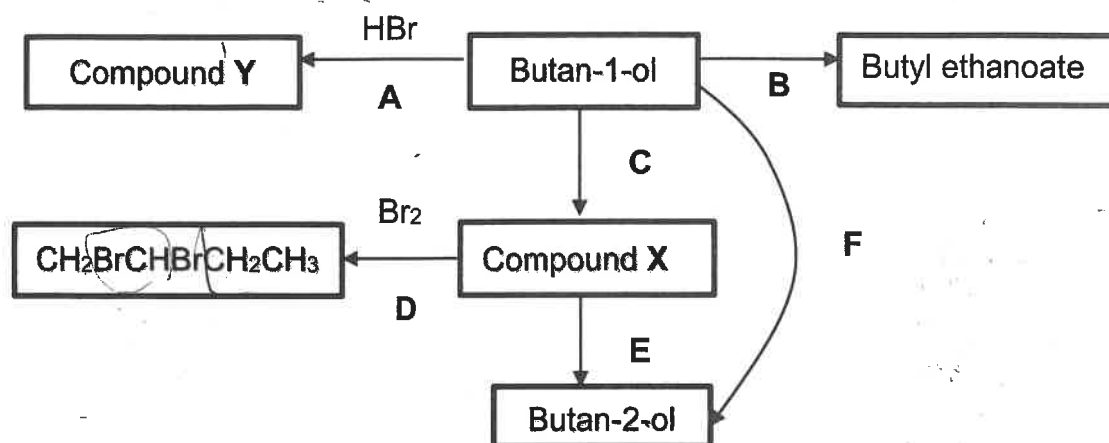 HBr
Compound Y
Butan-1-ol
Butyl ethanoate
A
B
C
Br₂
F
CH₂BrCHBrCH₂CH₃
Compound X
D
E
Butan-2-ol